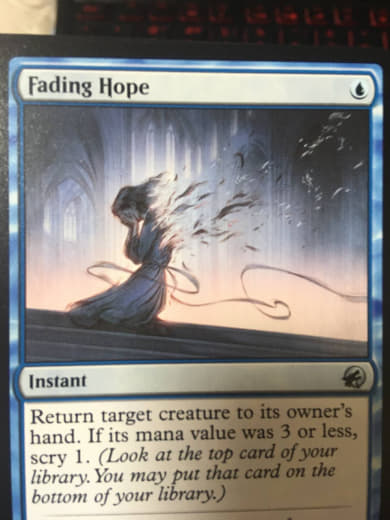 Fading Hope
Instant
Return target creature to its owner's
hand. If its mana value was 3 or less,
scry 1. (Look at the top card of your
library. You may put that card on the
bottom of your library.)